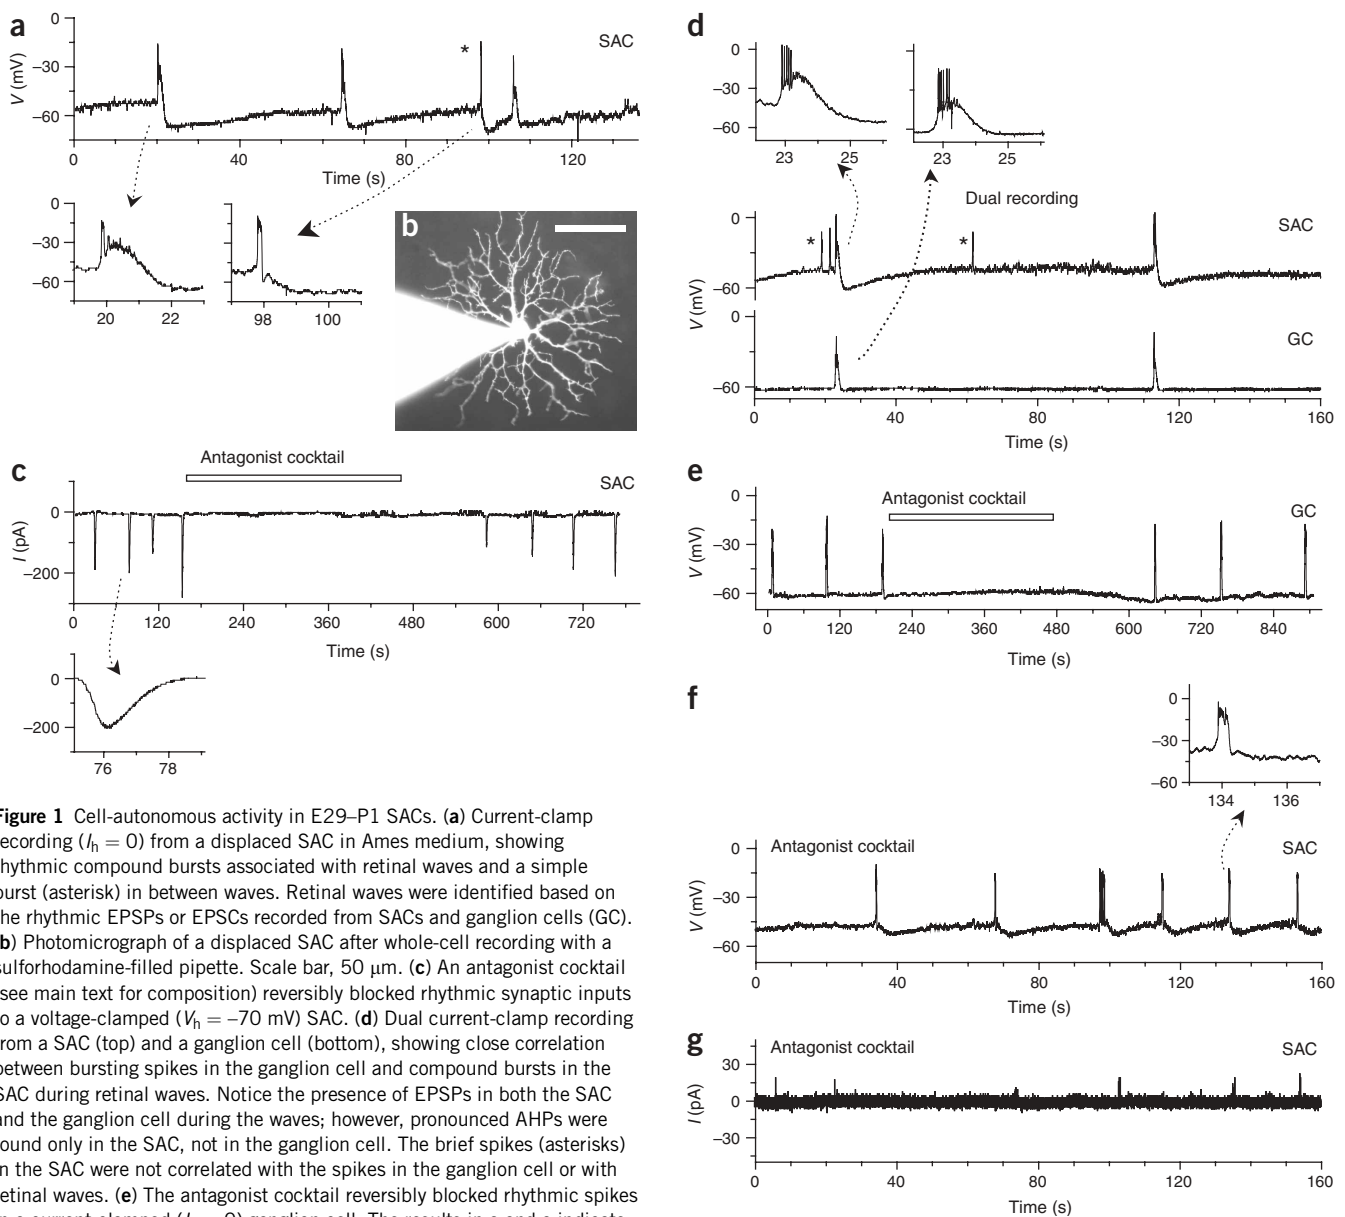 a
0
−30
−60
V (mV)
SAC
*
0
40
80
120
Time (s)
0
−30
−60
20
22
98
100
b
c
Antagonist cocktail
SAC
0
−200
I (pA)
0
120
240
360
480
600
720
Time (s)
0
−200
76
78
d
0
−30
−60
23
25
23
25
Dual recording
SAC
*
*
0
−60
V (mV)
0
GC
−60
0
40
80
120
160
Time (s)
e
Antagonist cocktail
GC
0
−30
−60
V (mV)
0
120
240
360
480
600
720
840
Time (s)
f
0
−30
−60
134
136
Antagonist cocktail
SAC
0
−30
−60
V (mV)
0
40
80
120
160
Time (s)
g
Antagonist cocktail
SAC
30
0
−30
I (pA)
0
40
80
120
160
Time (s)
Figure 1 Cell-autonomous activity in E29–P1 SACs. (a) Current-clamp
recording (Ih = 0) from a displaced SAC in Ames medium, showing
rhythmic compound bursts associated with retinal waves and a simple
burst (asterisk) in between waves. Retinal waves were identified based on
the rhythmic EPSPs or EPSCs recorded from SACs and ganglion cells (GC).
(b) Photomicrograph of a displaced SAC after whole-cell recording with a
sulforhodamine-filled pipette. Scale bar, 50 μm. (c) An antagonist cocktail
(see main text for composition) reversibly blocked rhythmic synaptic inputs
to a voltage-clamped (Vh = –70 mV) SAC. (d) Dual current-clamp recording
from a SAC (top) and a ganglion cell (bottom), showing close correlation
between bursting spikes in the ganglion cell and compound bursts in the
SAC during retinal waves. Notice the presence of EPSPs in both the SAC
and the ganglion cell during the waves; however, pronounced AHPs were
found only in the SAC, not in the ganglion cell. The brief spikes (asterisks)
in the SAC were not correlated with the spikes in the ganglion cell or with
retinal waves. (e) The antagonist cocktail reversibly blocked rhythmic spikes